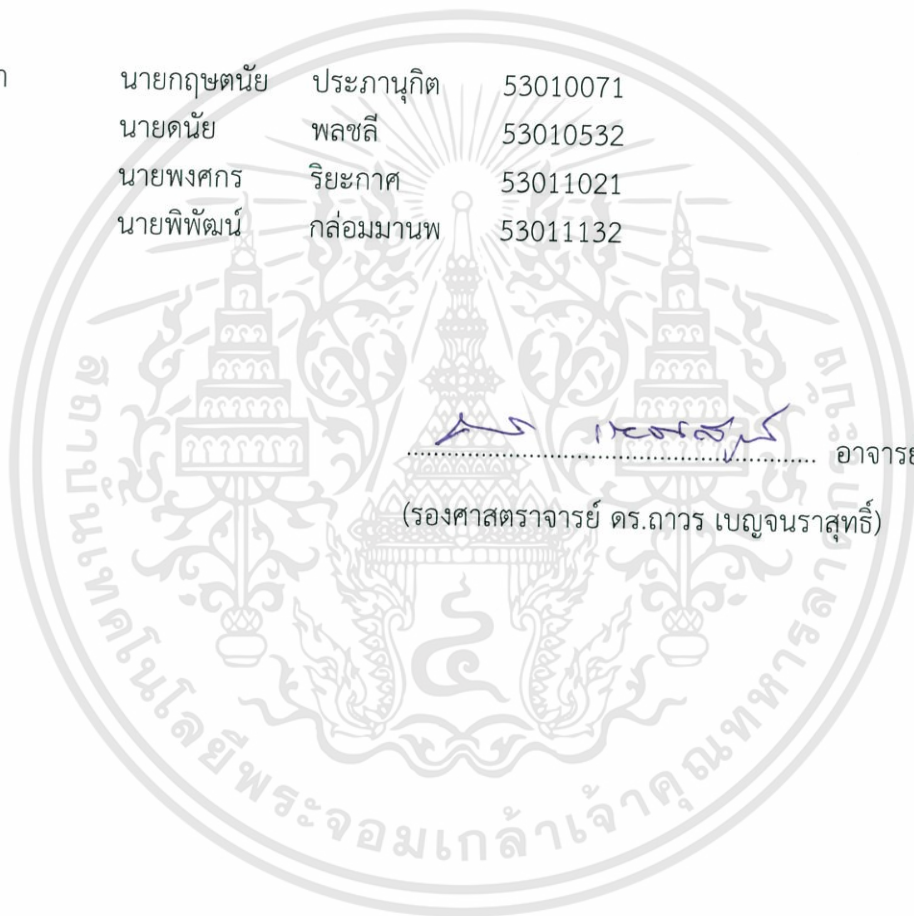 นายกฤษตนัย ประภานุกิต 53010071
นายดนัย พลชลี 53010532
นายพงศกร ริยะกาศ 53011021
นายพิพัฒน์ กล่อมมานพ 53011132
(รองศาสตราจารย์ ดร.ถาวร เบญจนราสุทธิ์)
สถาบันเทคโนโลยีพระจอมเกล้าเจ้าคุณทหารลาดกระบัง